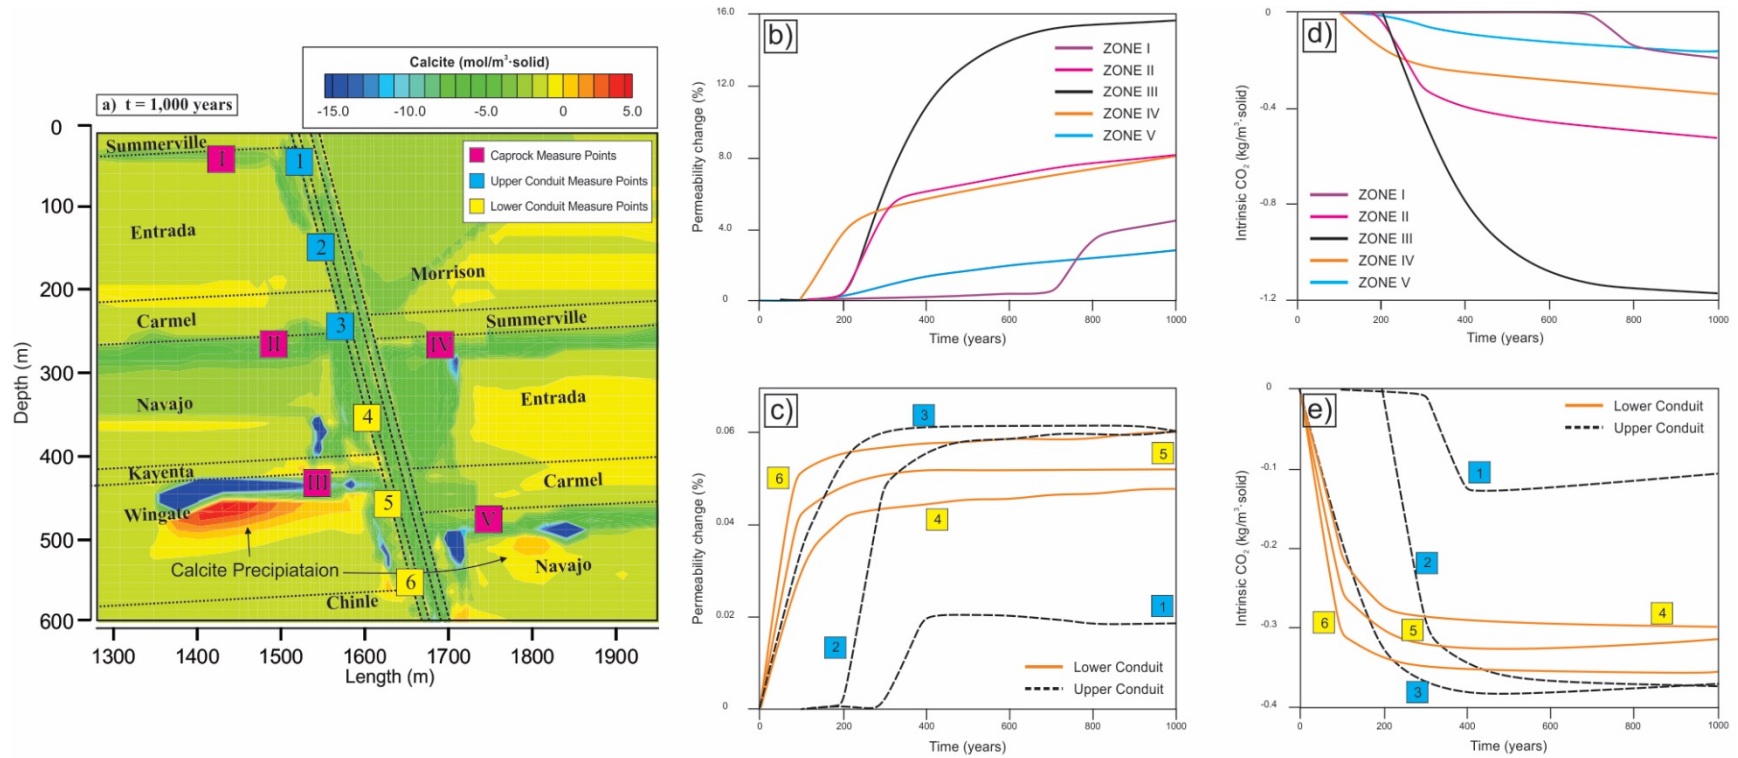 Calcite (mol/m³·solid)
-15.0 -10.0 -5.0 0 5.0
a) t = 1,000 years
Caprock Measure Points
Upper Conduit Measure Points
Lower Conduit Measure Points
Depth (m)
0
100
200
300
400
500
600
Summerville
Entrada
Morrison
Carmel
Summerville
Navajo
Entrada
Kayenta
Carmel
Wingate
Calcite Precipiataion
Navajo
Chinle
I
II
III
IV
V
1
2
3
4
5
6
1300 1400 1500 1600 1700 1800 1900
Length (m)
b)
Permeability change (%)
16.0
12.0
8.0
4.0
0
ZONE I
ZONE II
ZONE III
ZONE IV
ZONE V
0 200 400 600 800 1000
Time (years)
c)
Permeability change (%)
0.06
0.04
0.02
0
3
6
5
4
2
1
Lower Conduit
Upper Conduit
0 200 400 600 800 1000
Time (years)
d)
Intrinsic CO₂ (kg/m³·solid)
0
-0.4
-0.8
-1.2
ZONE I
ZONE II
ZONE III
ZONE IV
ZONE V
0 200 400 600 800 1000
Time (years)
e)
Intrinsic CO₂ (kg/m³·solid)
0
-0.1
-0.2
-0.3
-0.4
Lower Conduit
Upper Conduit
1
2
6
5
4
3
0 200 400 600 800 1000
Time (years)